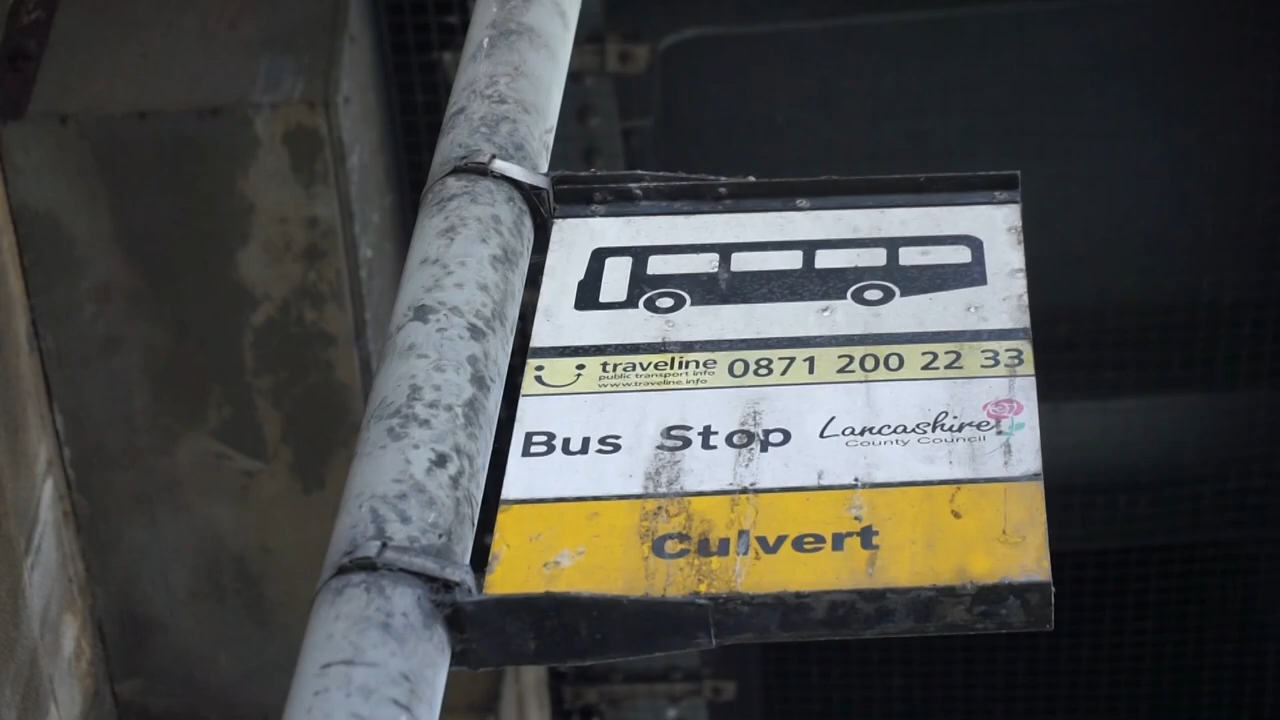 traveline
public transport info
www.traveline.info
0871 200 22 33
Bus Stop
Lancashire
County Council
Culvert